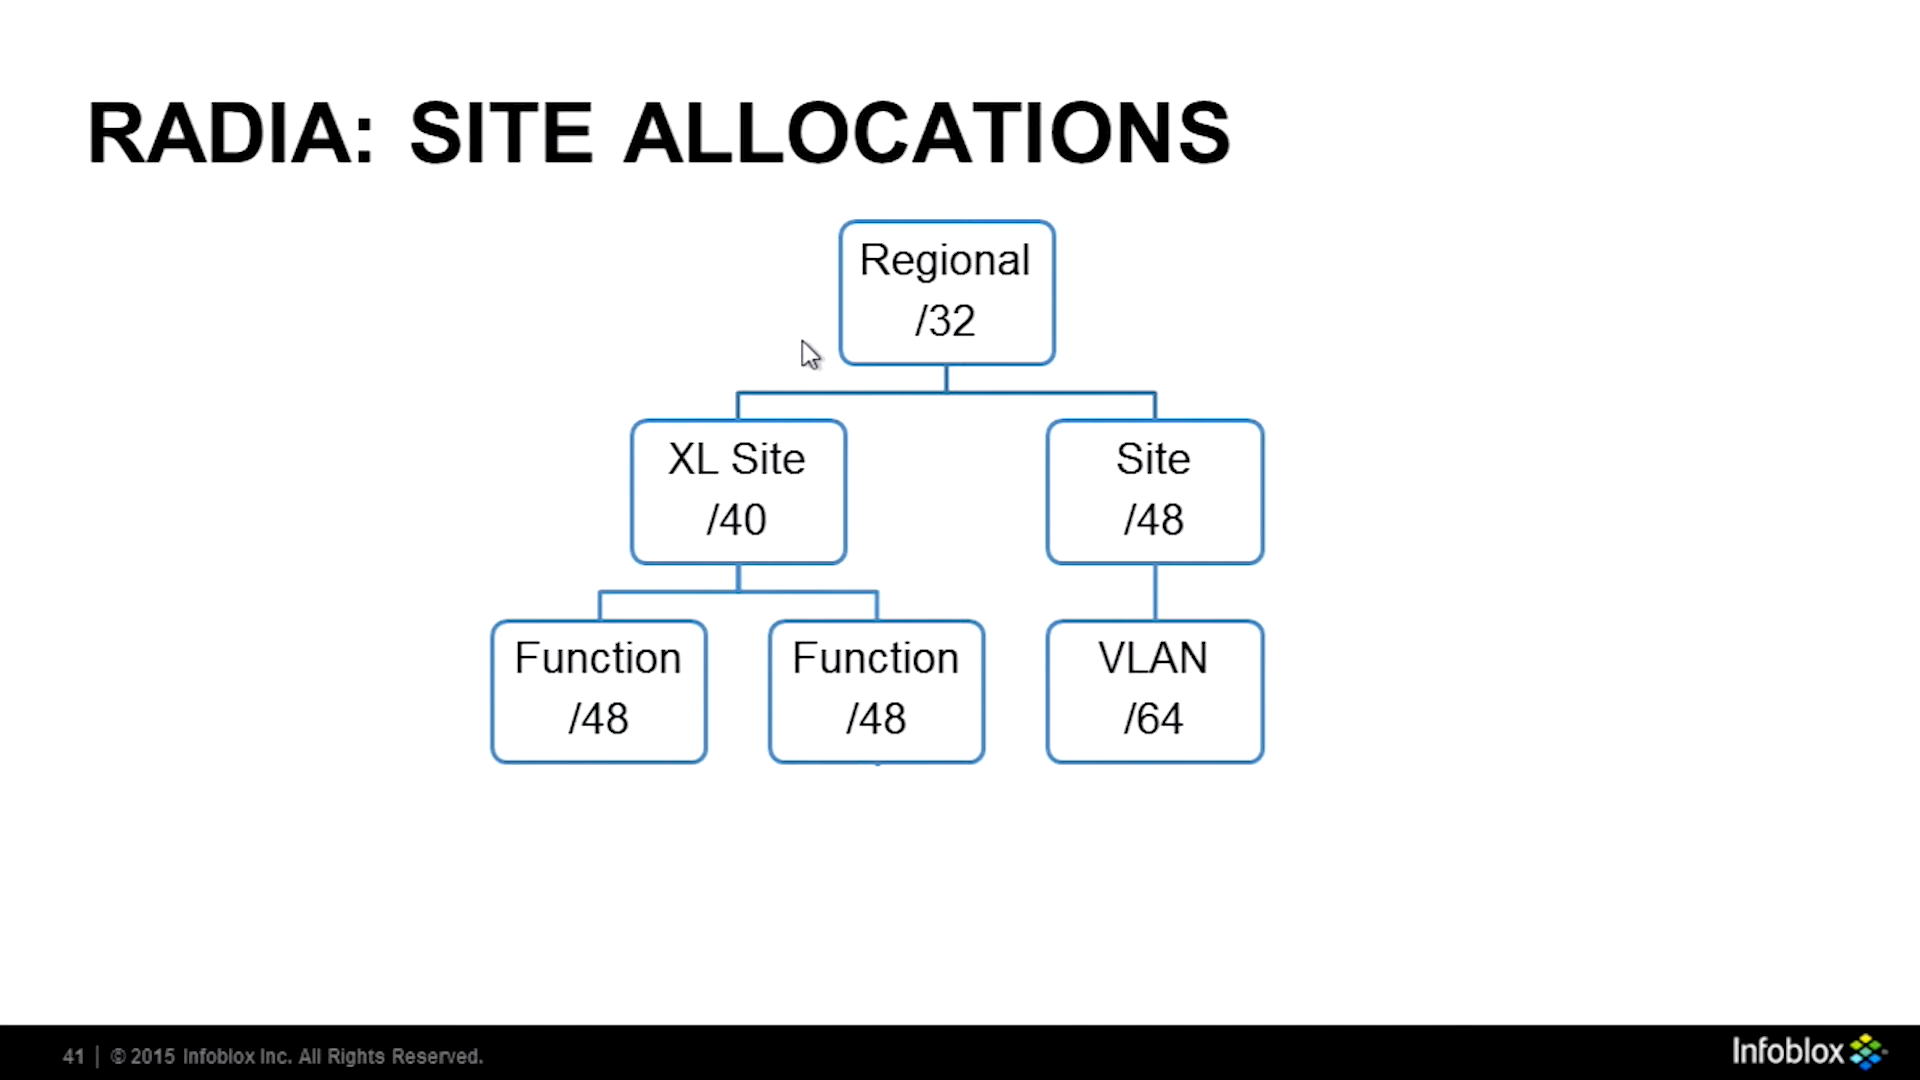 RADIA: SITE ALLOCATIONS
Regional
/32
XL Site
/40
Site
/48
Function
/48
Function
/48
VLAN
/64
41 | © 2015 Infoblox Inc. All Rights Reserved.
Infoblox